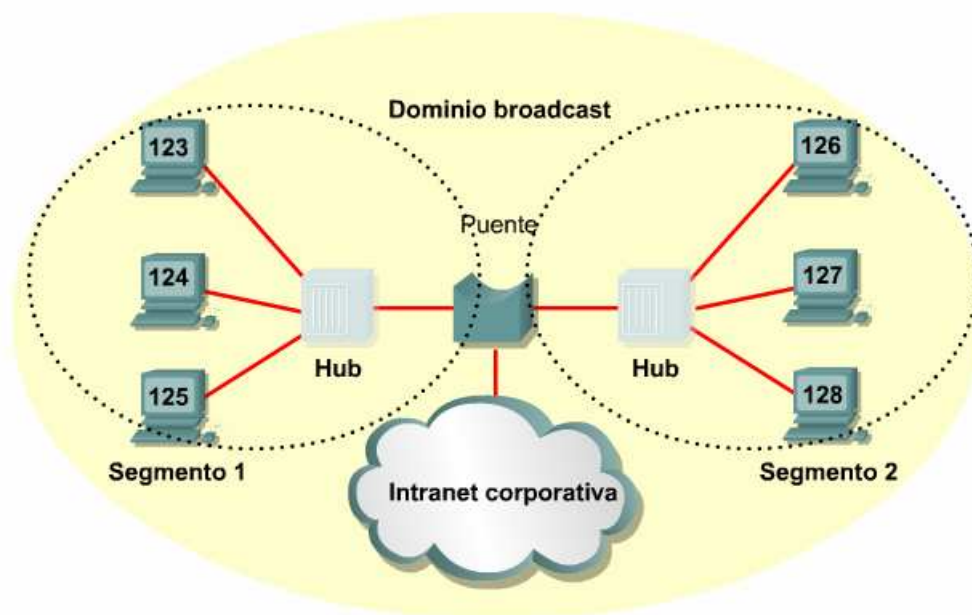 Dominio broadcast
123
126
Puente
124
127
Hub
Hub
125
128
Segmento 1
Segmento 2
Intranet corporativa